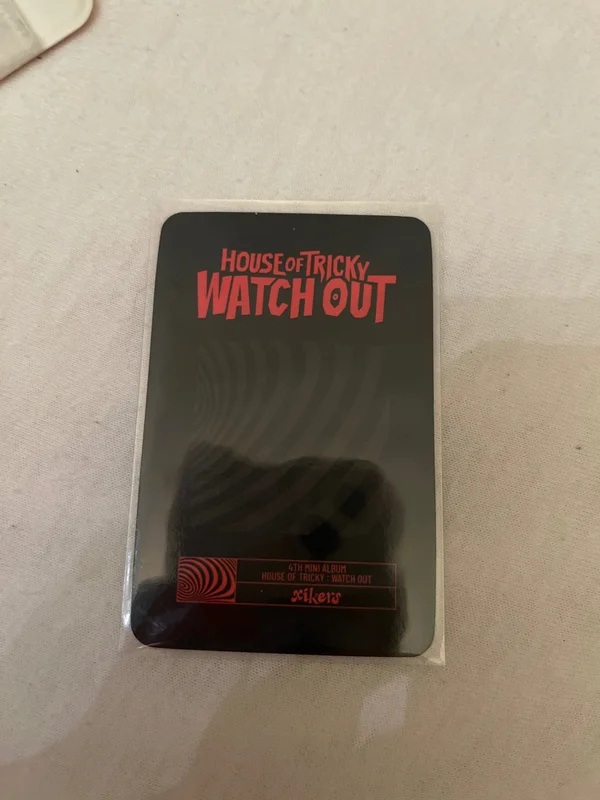 HOUSE OF TRICKY
WATCH OUT
4TH MINI ALBUM
HOUSE OF TRICKY : WATCH OUT
xikers